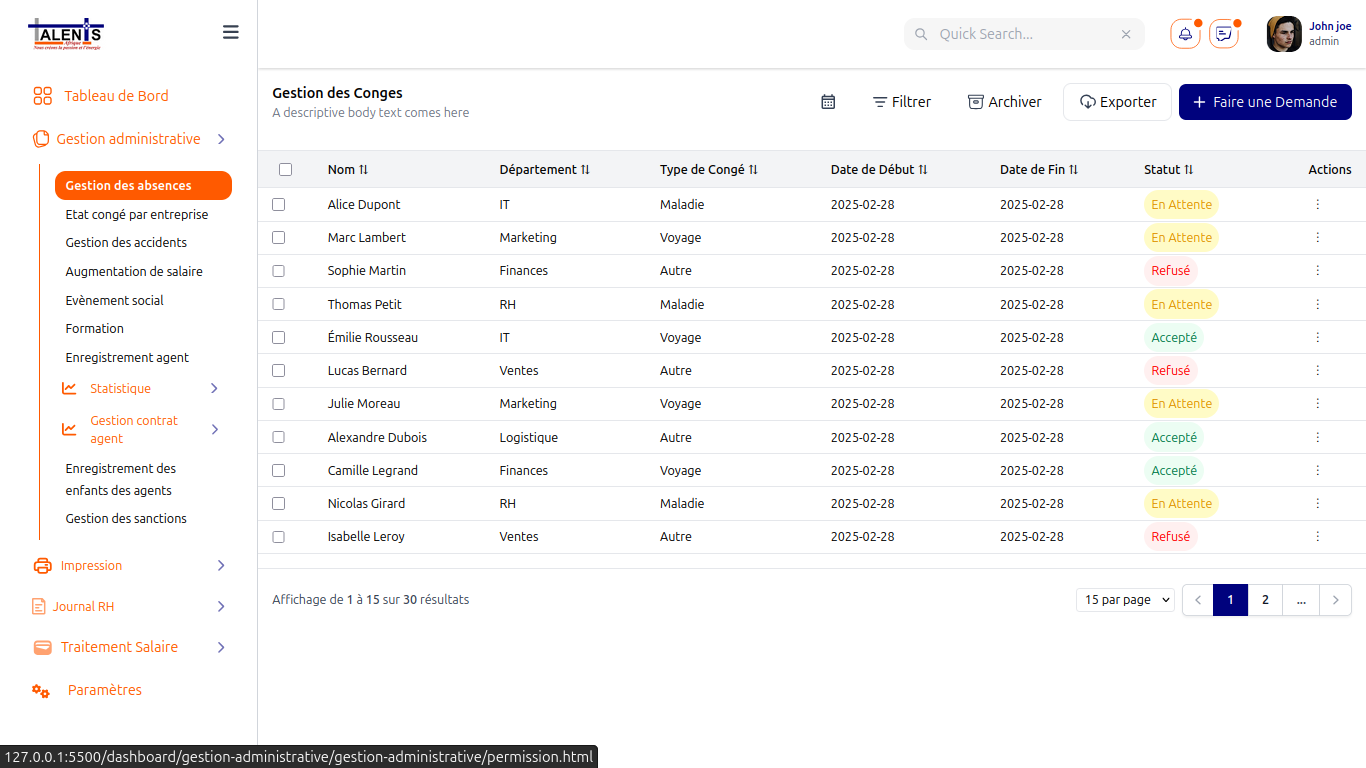 TALENTS
Afrique
Nous créons la passion et l'énergie
Quick Search...
John joe
admin
Tableau de Bord
Gestion administrative
Gestion des absences
Etat congé par entreprise
Gestion des accidents
Augmentation de salaire
Evènement social
Formation
Enregistrement agent
Statistique
Gestion contrat
agent
Enregistrement des
enfants des agents
Gestion des sanctions
Impression
Journal RH
Traitement Salaire
Paramètres
Gestion des Conges
A descriptive body text comes here
Filtrer
Archiver
Exporter
+ Faire une Demande
Nom Département Type de Congé Date de Début Date de Fin Statut Actions
Alice Dupont IT Maladie 2025-02-28 2025-02-28 En Attente
Marc Lambert Marketing Voyage 2025-02-28 2025-02-28 En Attente
Sophie Martin Finances Autre 2025-02-28 2025-02-28 Refusé
Thomas Petit RH Maladie 2025-02-28 2025-02-28 En Attente
Émilie Rousseau IT Voyage 2025-02-28 2025-02-28 Accepté
Lucas Bernard Ventes Autre 2025-02-28 2025-02-28 Refusé
Julie Moreau Marketing Voyage 2025-02-28 2025-02-28 En Attente
Alexandre Dubois Logistique Autre 2025-02-28 2025-02-28 Accepté
Camille Legrand Finances Voyage 2025-02-28 2025-02-28 Accepté
Nicolas Girard RH Maladie 2025-02-28 2025-02-28 En Attente
Isabelle Leroy Ventes Autre 2025-02-28 2025-02-28 Refusé
Affichage de 1 à 15 sur 30 résultats
15 par page
1 2 ...
127.0.0.1:5500/dashboard/gestion-administrative/gestion-administrative/permission.html